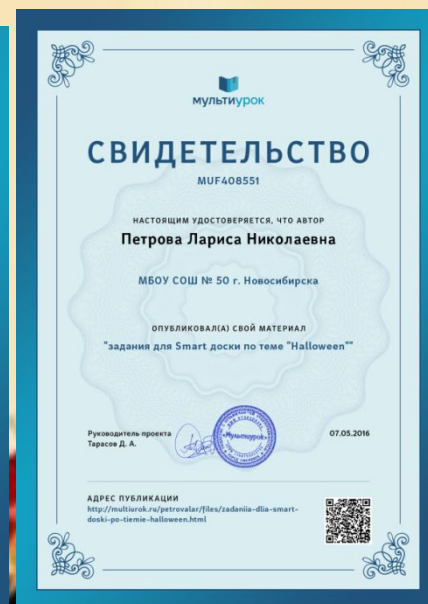 мультиурок
СВИДЕТЕЛЬСТВО
MUF408551
НАСТОЯЩИМ УДОСТОВЕРЯЕТСЯ, ЧТО АВТОР
Петрова Лариса Николаевна
МБОУ СОШ № 50 г. Новосибирска
ОПУБЛИКОВАЛ(А) СВОЙ МАТЕРИАЛ
"задания для Smart доски по теме "Halloween""
Руководитель проекта
Тарасов Д. А.
«Мультиурок»
07.05.2016
АДРЕС ПУБЛИКАЦИИ
http://multiurok.ru/petrovalar/files/zadaniia-dlia-smart-
doski-po-tiemie-halloween.html